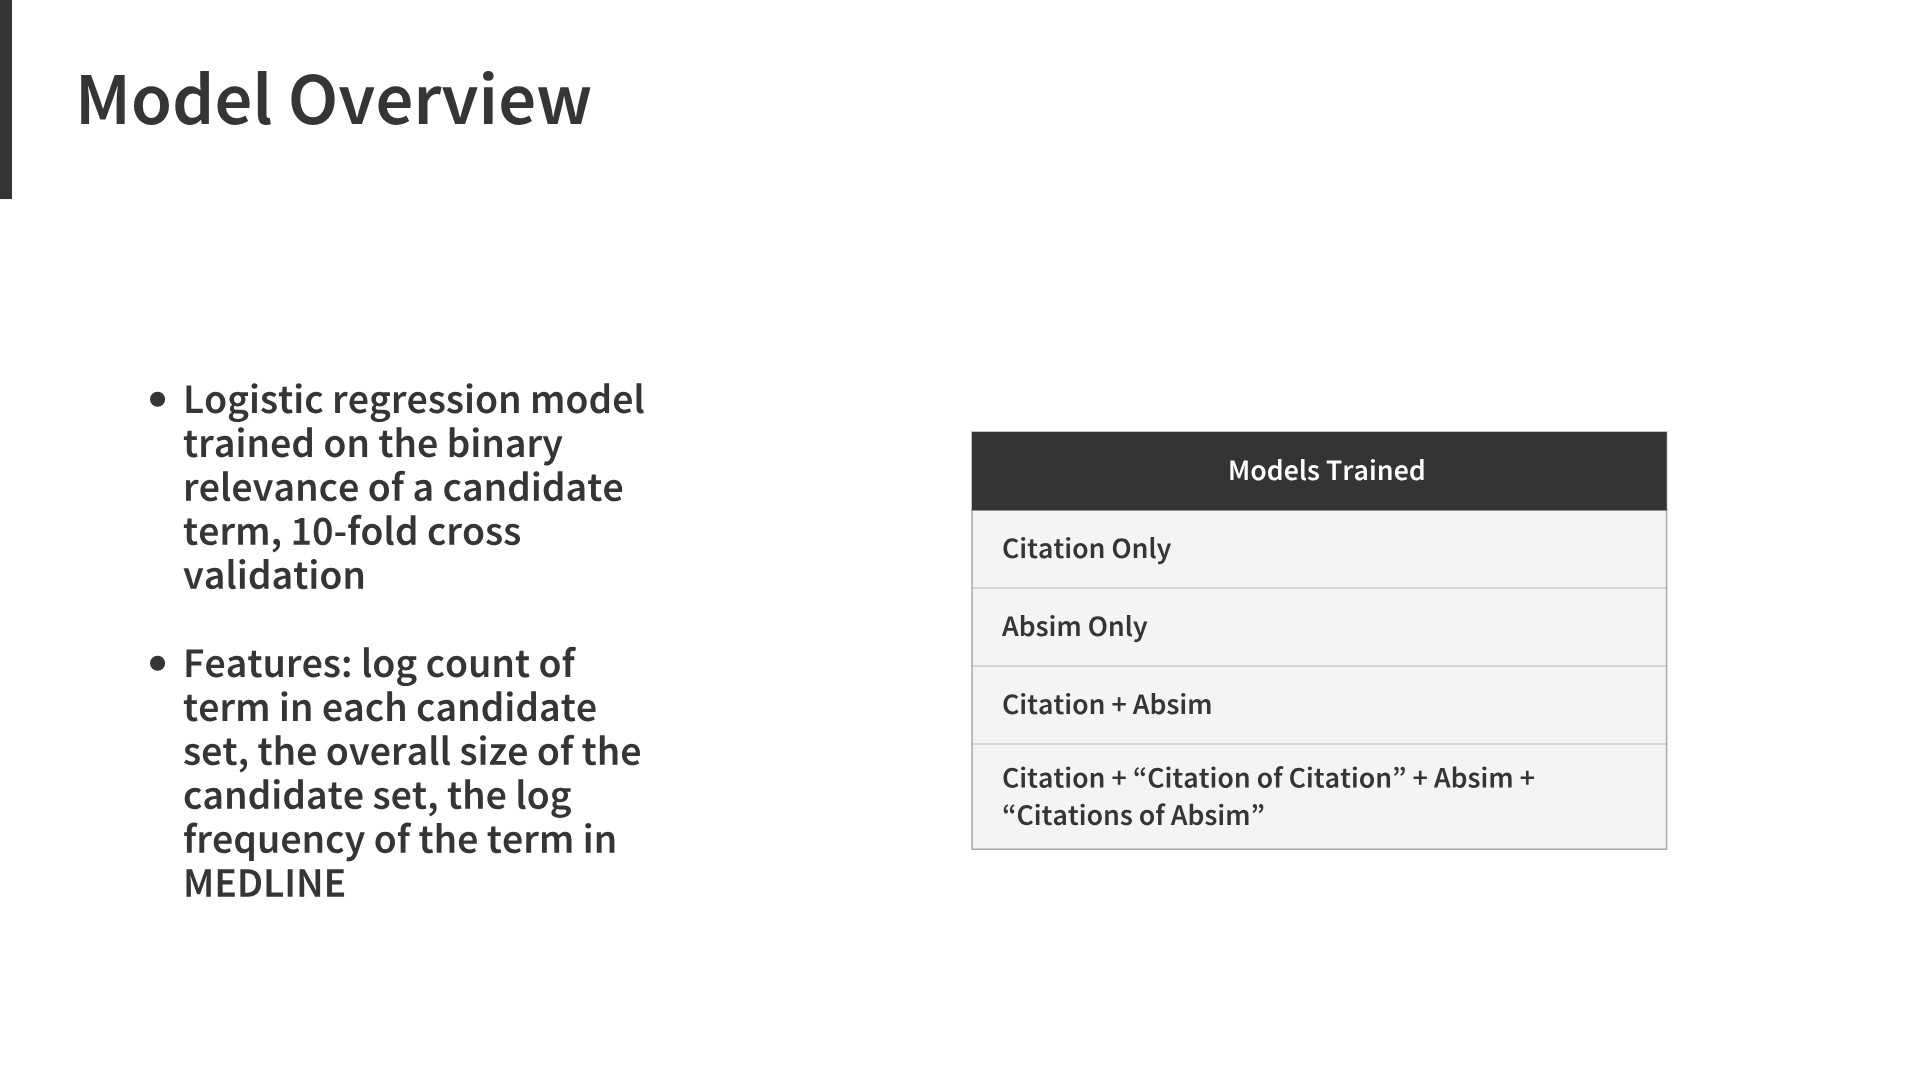 Model Overview
• Logistic regression model
trained on the binary
relevance of a candidate
term, 10-fold cross
validation
• Features: log count of
term in each candidate
set, the overall size of the
candidate set, the log
frequency of the term in
MEDLINE
Models Trained
Citation Only
Absim Only
Citation + Absim
Citation + “Citation of Citation” + Absim +
“Citations of Absim”